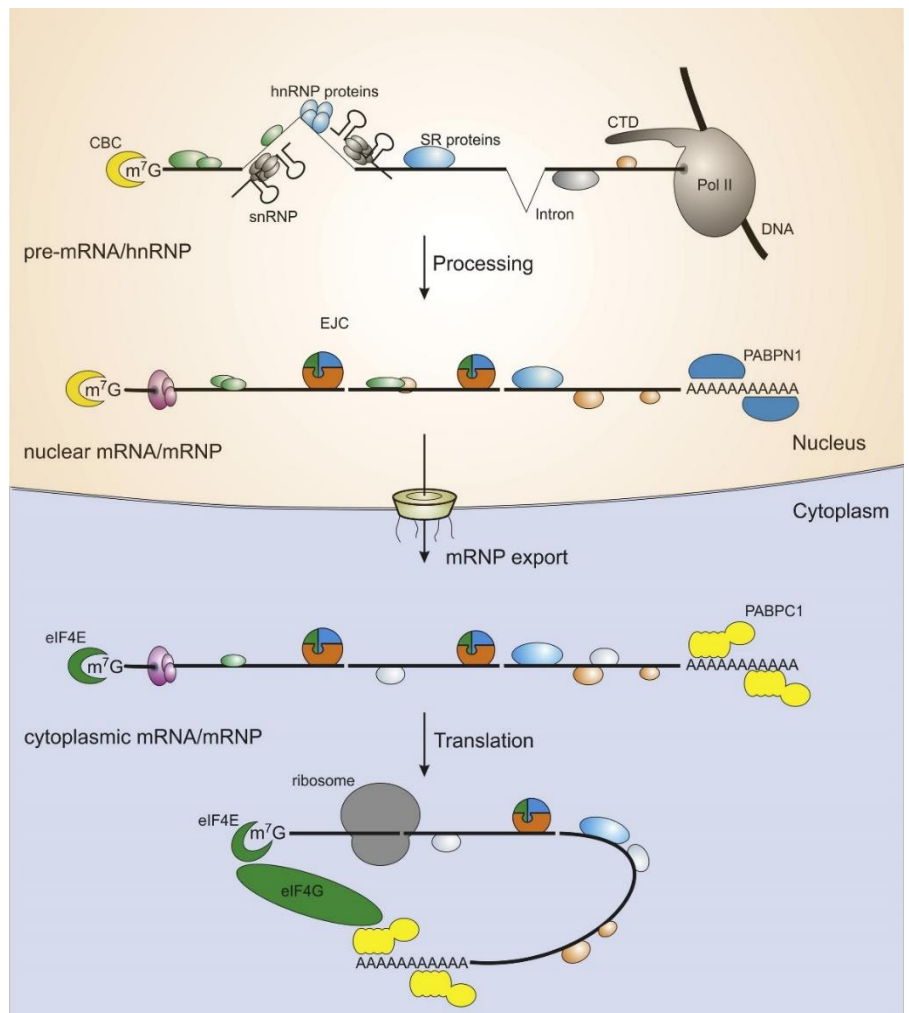 hnRNP proteins
CTD
CBC
SR proteins
m⁷G
Pol II
snRNP
Intron
DNA
pre-mRNA/hnRNP
Processing
EJC
PABPN1
m⁷G
AAAAAAAAAAA
nuclear mRNA/mRNP
Nucleus
Cytoplasm
mRNP export
PABPC1
eIF4E
m⁷G
AAAAAAAAAAA
cytoplasmic mRNA/mRNP
Translation
ribosome
eIF4E
m⁷G
eIF4G
AAAAAAAAAAA